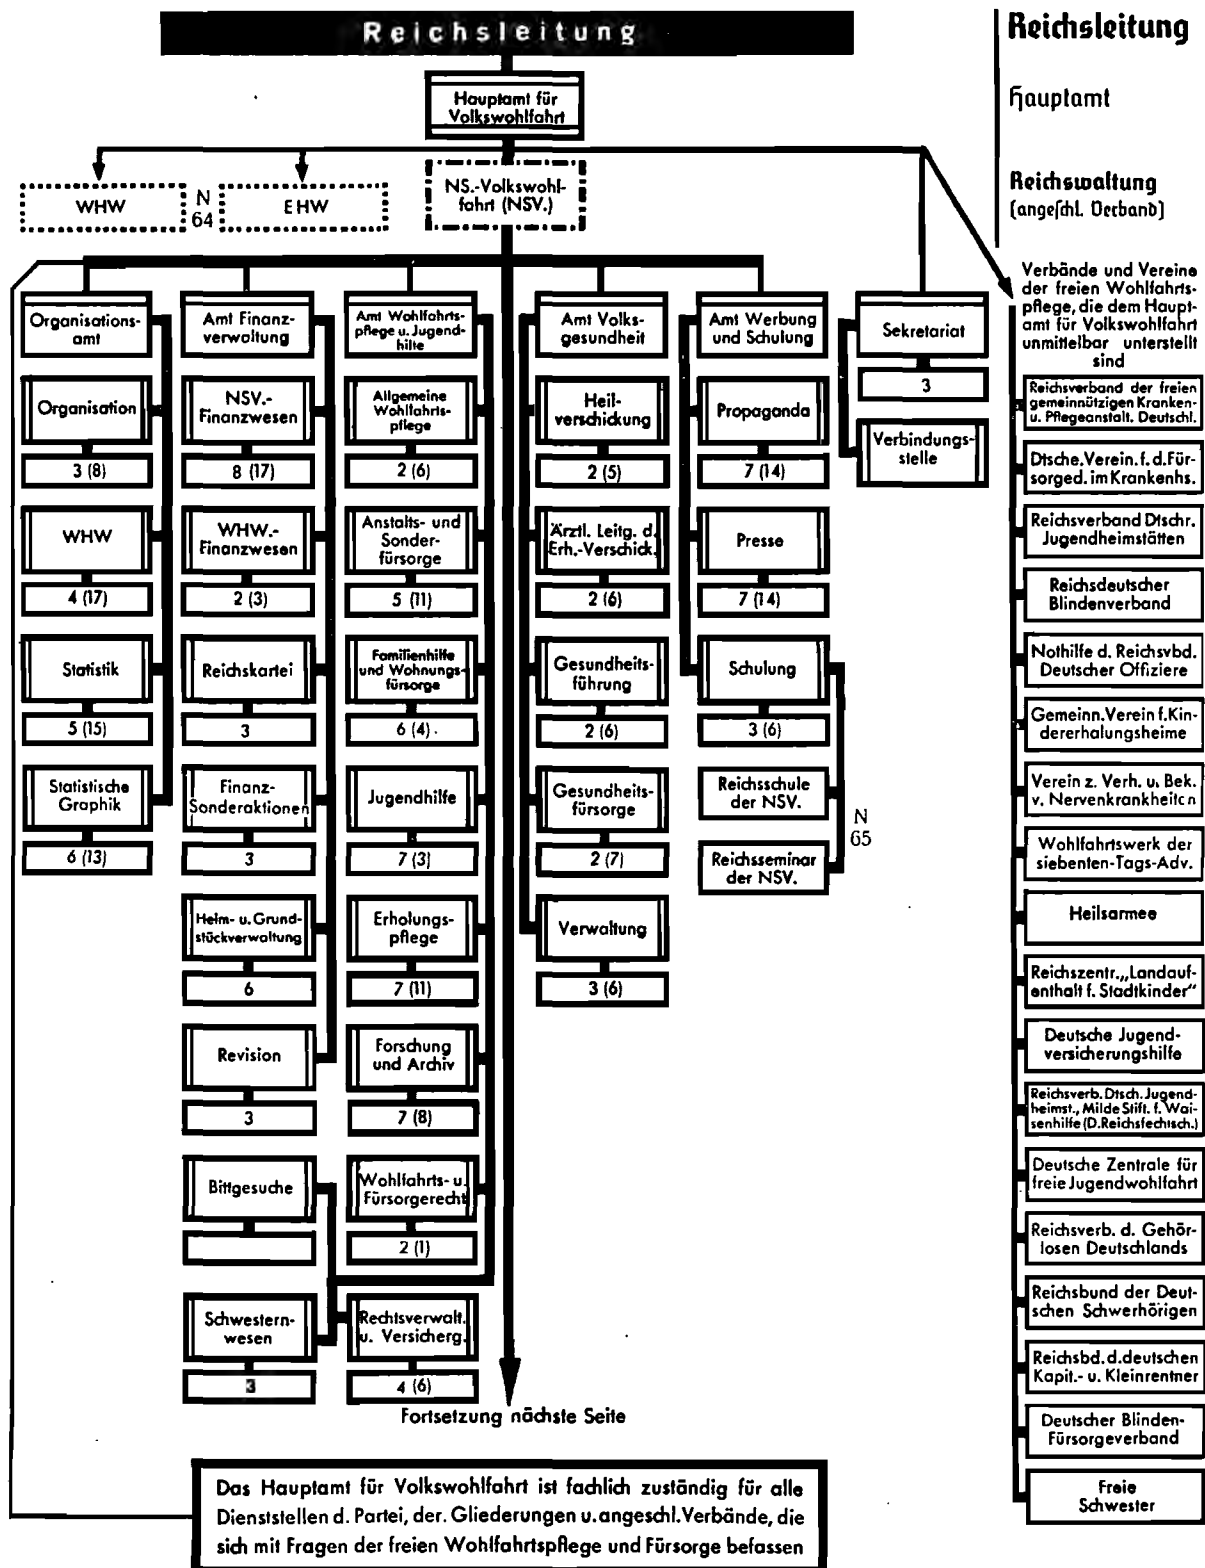 Reichsleitung
Hauptamt für
Volkswohlfahrt
WHW
N
64
EHW
NS.-Volkswohl-
fahrt (NSV.)
Reichsleitung
Hauptamt
Reichswaltung
(angeschl. Verband)
Organisations-
amt
Organisation
3 (8)
WHW
4 (17)
Statistik
5 (15)
Statistische
Graphik
6 (13)
Amt Finanz-
verwaltung
NSV.-
Finanzwesen
8 (17)
WHW.-
Finanzwesen
2 (3)
Reichskartei
3
Finanz-
Sonderaktionen
3
Heim- u. Grund-
stückverwaltung
6
Revision
3
Bittgesuche
Schwestern-
wesen
3
Amt Wohlfahrts-
pflege u. Jugend-
hilfe
Allgemeine
Wohlfahrts-
pflege
2 (6)
Anstalts- und
Sonder-
fürsorge
5 (11)
Familienhilfe
und Wohnungs-
fürsorge
6 (4)
Jugendhilfe
7 (3)
Erholungs-
pflege
7 (11)
Forschung
und Archiv
7 (8)
Wohlfahrts- u.
Fürsorgerecht
2 (1)
Rechtsverwalt.
u. Versicherg.
4 (6)
Amt Volks-
gesundheit
Heil-
verschickung
2 (5)
Ärztl. Leitg. d.
Erh.-Verschick.
2 (6)
Gesundheits-
führung
2 (6)
Gesundheits-
fürsorge
2 (7)
Verwaltung
3 (6)
Amt Werbung
und Schulung
Propaganda
7 (14)
Presse
7 (14)
Schulung
3 (6)
Reichsschule
der NSV.
Reichsseminar
der NSV.
N
65
Sekretariat
3
Verbindungs-
stelle
Verbände und Vereine
der freien Wohlfahrts-
pflege, die dem Haupt-
amt für Volkswohlfahrt
unmittelbar unterstellt
sind
Reichsverband der freien
gemeinnützigen Kranken-
u. Pflegeanstalt. Deutschl.
Dtsche. Verein. f. d. Für-
sorged. im Krankenhs.
Reichsverband Dtschr.
Jugendheimstätten
Reichsdeutscher
Blindenverband
Nothilfe d. Reichsvbd.
Deutscher Offiziere
Gemeinn. Verein f. Kin-
dererhalungsheime
Verein z. Verh. u. Bek.
v. Nervenkrankheiten
Wohlfahrtswerk der
siebenten-Tags-Adv.
Heilsarmee
Reichszentr. „Landauf-
enthalt f. Stadtkinder"
Deutsche Jugend-
versicherungshilfe
Reichsverb. Dtsch. Jugend-
heimst., Milde Stift. f. Wai-
senhilfe (D. Reichsfechtsch.)
Deutsche Zentrale für
freie Jugendwohlfahrt
Reichsverb. d. Gehör-
losen Deutschlands
Reichsbund der Deut-
schen Schwerhörigen
Reichsbd. d. deutschen
Kapit.- u. Kleinrentner
Deutscher Blinden-
Fürsorgeverband
Freie
Schwester
Fortsetzung nächste Seite
Das Hauptamt für Volkswohlfahrt ist fachlich zuständig für alle
Dienststellen d. Partei, der. Gliederungen u. angeschl. Verbände, die
sich mit Fragen der freien Wohlfahrtspflege und Fürsorge befassen